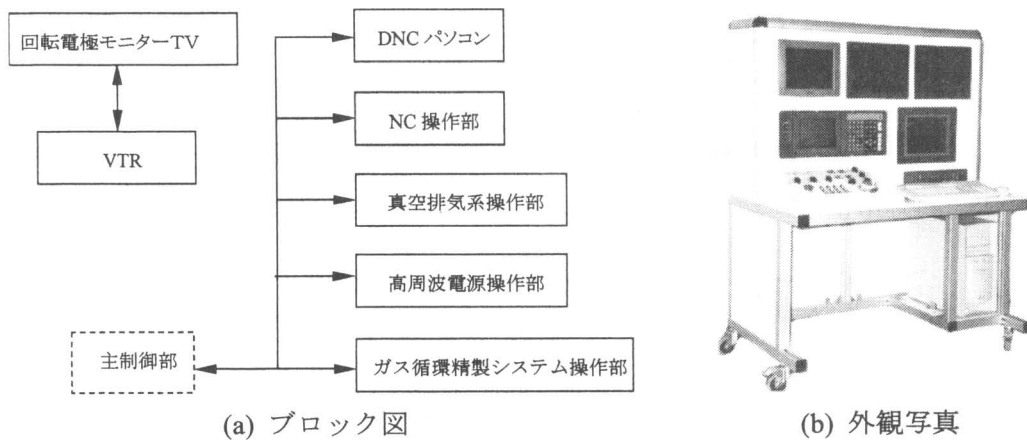 回転電極モニターTV
VTR
DNC パソコン
NC 操作部
真空排気系操作部
高周波電源操作部
主制御部
ガス循環精製システム操作部
(a) ブロック図
(b) 外観写真